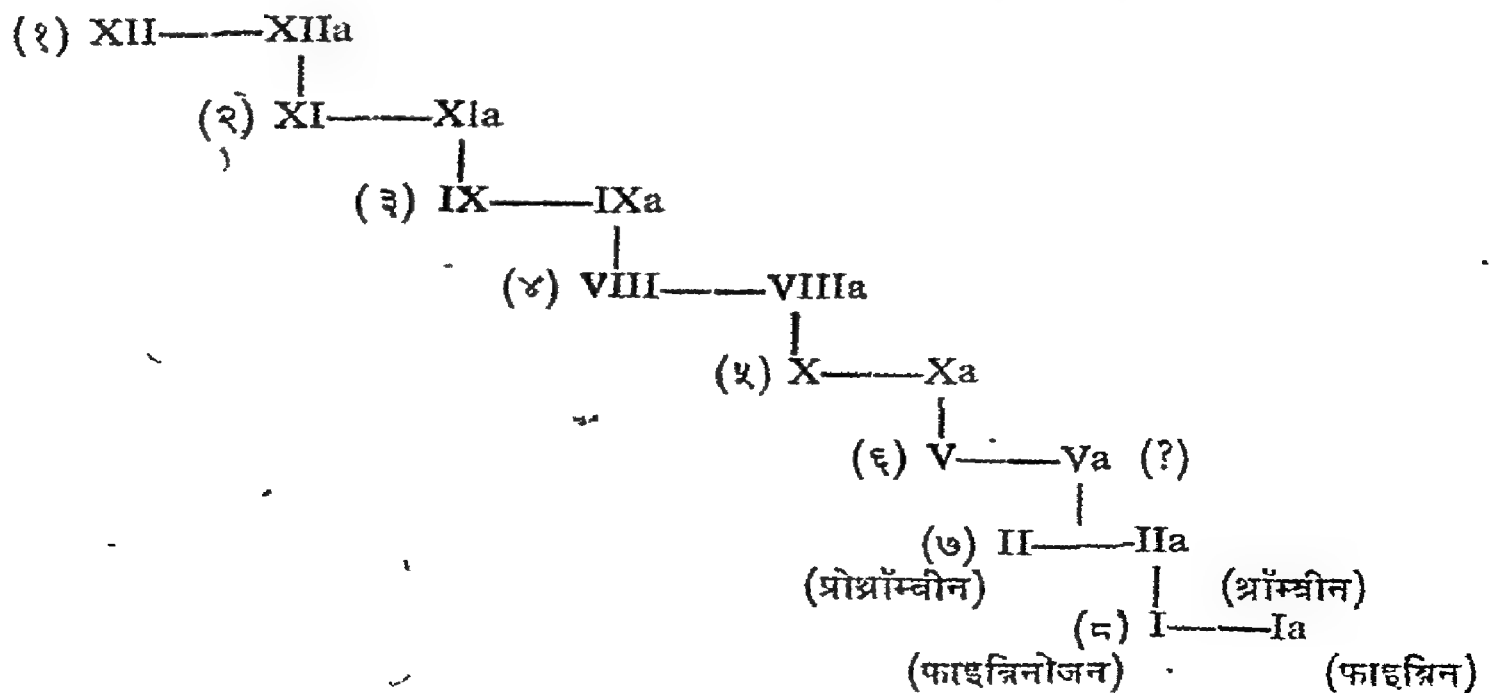 (१) XII———XIIa
(२) XI———XIa
(३) IX———IXa
(४) VIII———VIIIa
(५) X———Xa
(६) V———Va (?)
(७) II———IIa
(प्रोथ्रॉम्बीन) (थ्रॉम्बीन)
(८) I———Ia
(फाइब्रिनोजन) (फाइब्रिन)